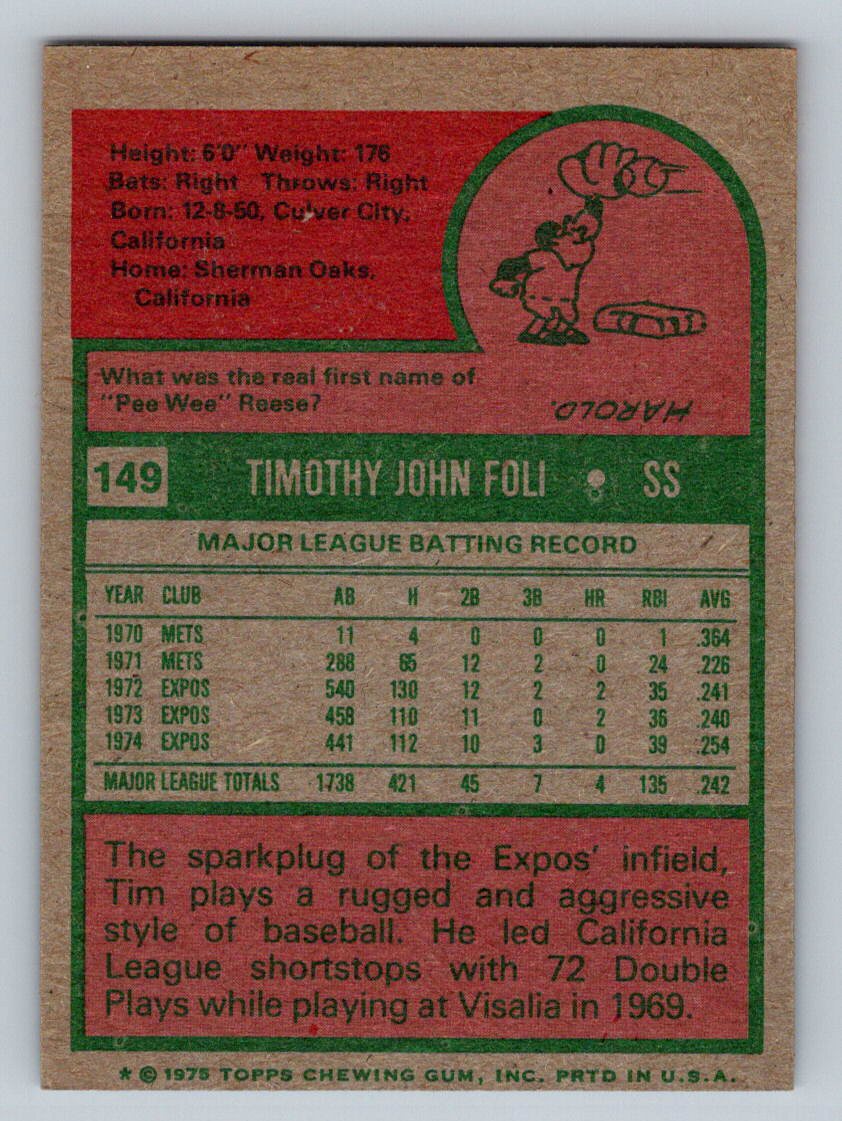 Height: 6'0" Weight: 176
Bats: Right Throws: Right
Born: 12-8-50, Culver City,
California
Home: Sherman Oaks,
California
What was the real first name of
"Pee Wee" Reese?
HAROLD.
149 TIMOTHY JOHN FOLI • SS
MAJOR LEAGUE BATTING RECORD
YEAR CLUB AB H 2B 3B HR RBI AVG
1970 METS 11 4 0 0 0 1 .364
1971 METS 288 65 12 2 0 24 .226
1972 EXPOS 540 130 12 2 2 35 .241
1973 EXPOS 458 110 11 0 2 36 .240
1974 EXPOS 441 112 10 3 0 39 .254
MAJOR LEAGUE TOTALS 1738 421 45 7 4 135 .242
The sparkplug of the Expos' infield,
Tim plays a rugged and aggressive
style of baseball. He led California
League shortstops with 72 Double
Plays while playing at Visalia in 1969.
* © 1975 TOPPS CHEWING GUM, INC. PRTD IN U.S.A.